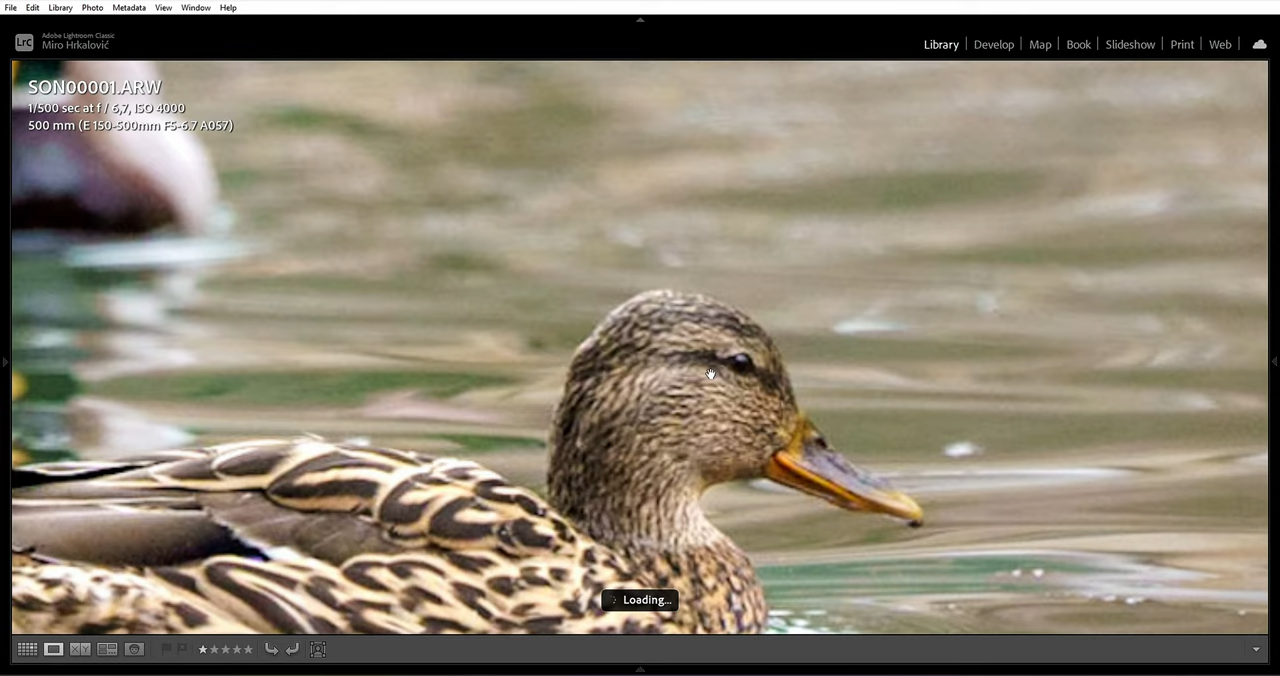 File Edit Library Photo Metadata View Window Help
Adobe Lightroom Classic
Lrc
Miro Hrkalović
Library | Develop | Map | Book | Slideshow | Print | Web |
SON00001.ARW
1/500 sec at f / 6,7, ISO 4000
500 mm (E 150-500mm F5-6.7 A057)
Loading...
XY